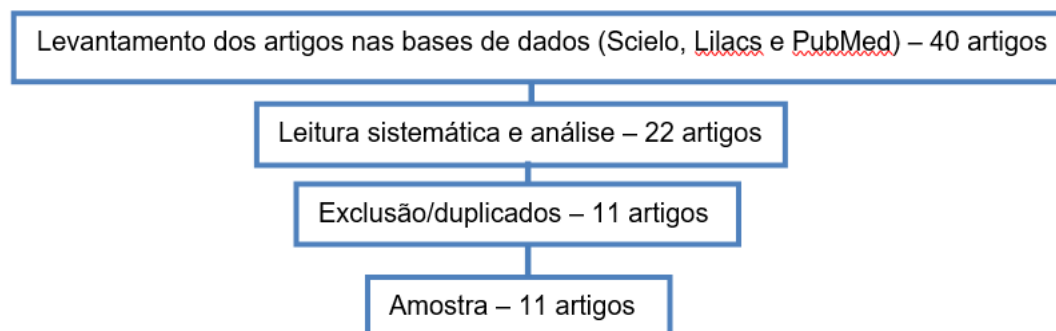 Levantamento dos artigos nas bases de dados (Scielo, Lilacs e PubMed) – 40 artigos
Leitura sistemática e análise – 22 artigos
Exclusão/duplicados – 11 artigos
Amostra – 11 artigos